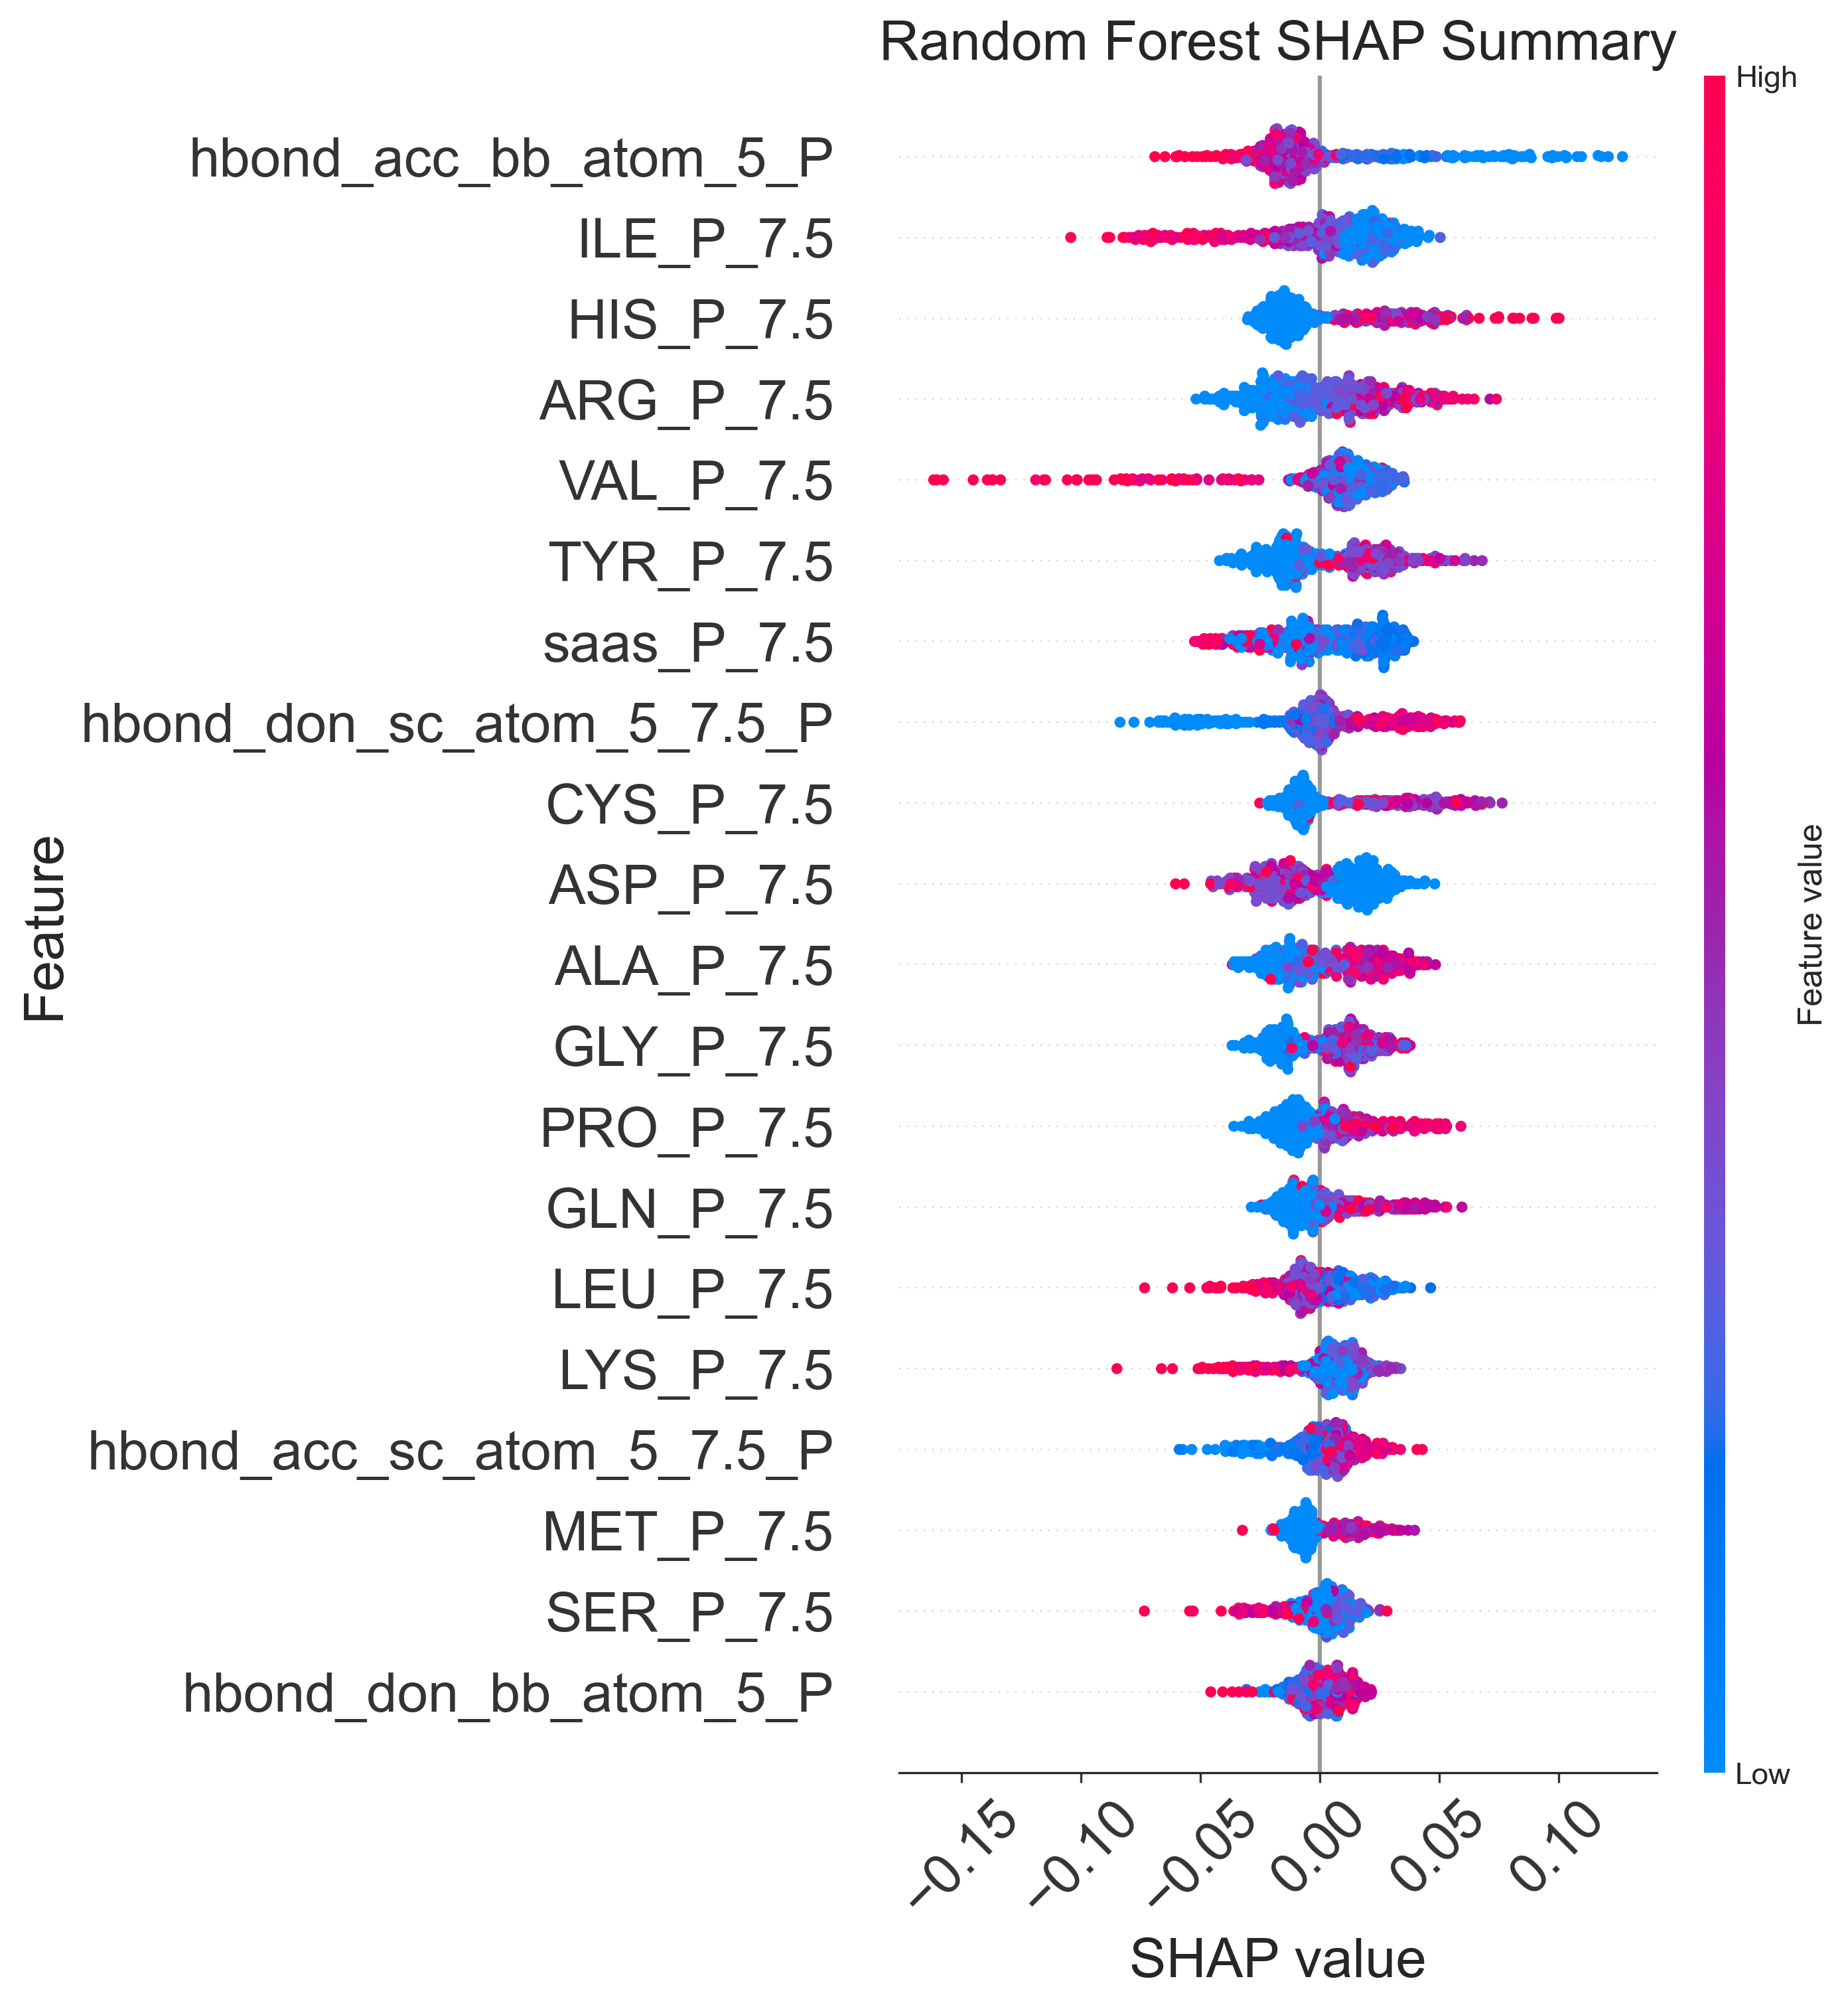 Random Forest SHAP Summary
High
hbond_acc_bb_atom_5_P
ILE_P_7.5
HIS_P_7.5
ARG_P_7.5
VAL_P_7.5
TYR_P_7.5
saas_P_7.5
hbond_don_sc_atom_5_7.5_P
CYS_P_7.5
ASP_P_7.5
ALA_P_7.5
GLY_P_7.5
PRO_P_7.5
GLN_P_7.5
LEU_P_7.5
LYS_P_7.5
hbond_acc_sc_atom_5_7.5_P
MET_P_7.5
SER_P_7.5
hbond_don_bb_atom_5_P
Feature
Feature value
Low
−0.15 −0.10 −0.05 0.00 0.05 0.10
SHAP value